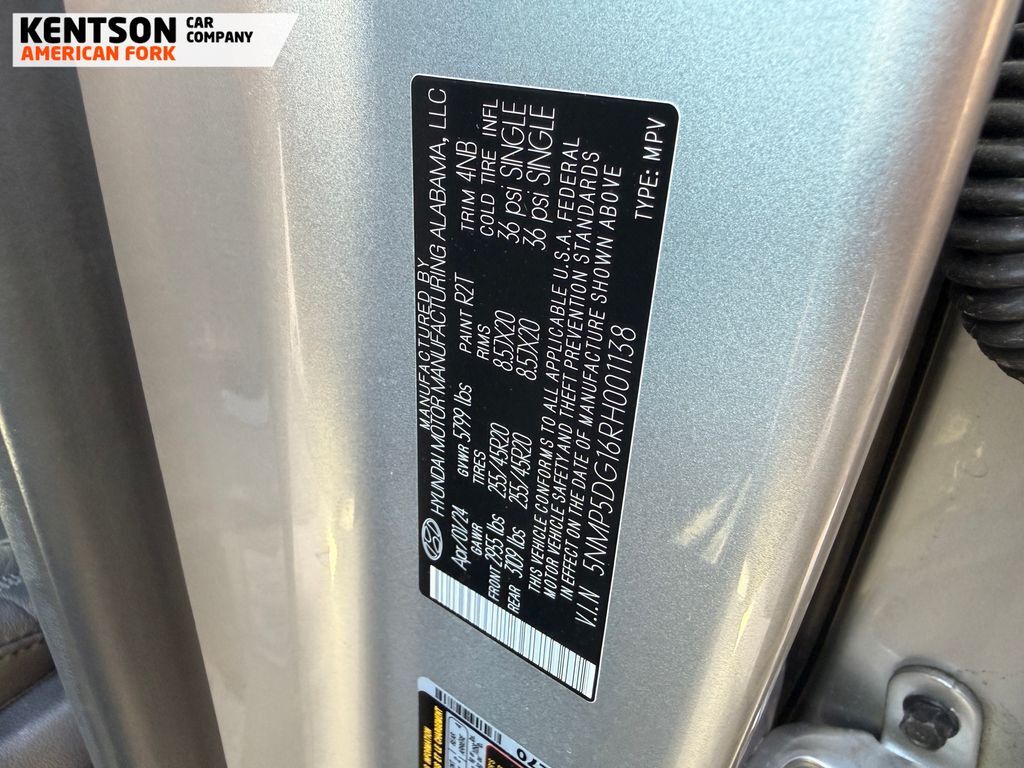 KENTSON CAR COMPANY
AMERICAN FORK
MANUFACTURED BY
HYUNDAI MOTOR MANUFACTURING ALABAMA, LLC
Apr/01/24 GVWR 5799 lbs PAINT R2T TRIM 4NB
GAWR TIRES RIMS COLD TIRE INFL
FRONT 2955 lbs 255/45R20 8.5JX20 36 psi SINGLE
REAR 3109 lbs 255/45R20 8.5JX20 36 psi SINGLE
THIS VEHICLE CONFORMS TO ALL APPLICABLE U.S.A. FEDERAL
MOTOR VEHICLE SAFETY AND THEFT PREVENTION STANDARDS
IN EFFECT ON THE DATE OF MANUFACTURE SHOWN ABOVE
V.I.N 5NMP5DG16RH001138 TYPE: MPV
INFORMATION